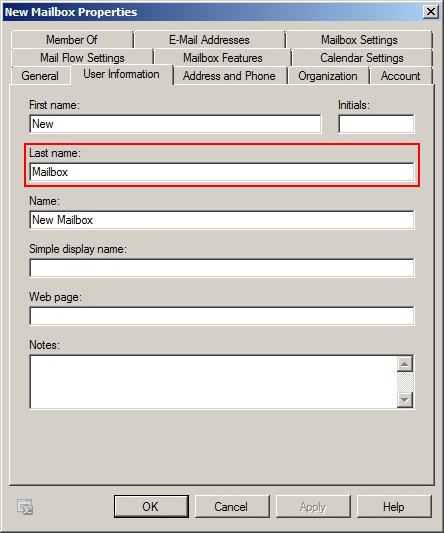 New Mailbox Properties
Member Of E-Mail Addresses Mailbox Settings
Mail Flow Settings Mailbox Features Calendar Settings
General User Information Address and Phone Organization Account
First name: Initials:
New
Last name:
Mailbox
Name:
New Mailbox
Simple display name:
Web page:
Notes:
OK Cancel Apply Help